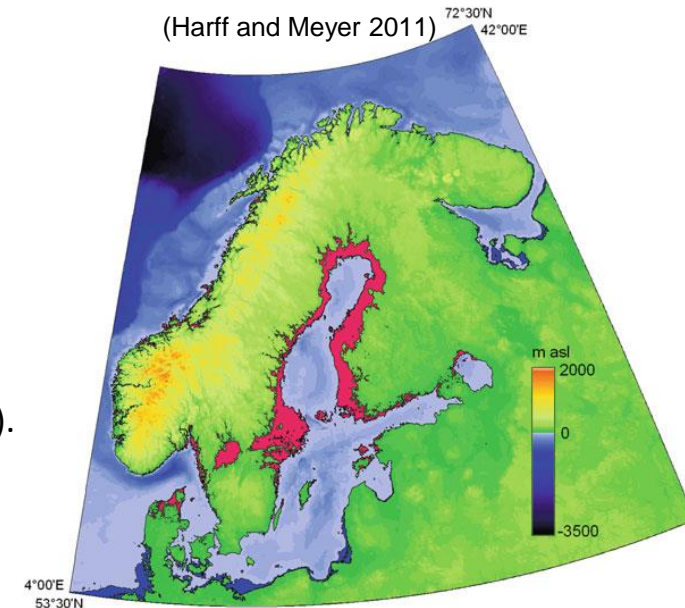 (Harff and Meyer 2011)
72°30'N
42°00'E
m asl
2000
0
-3500
).
4°00'E
53°30'N